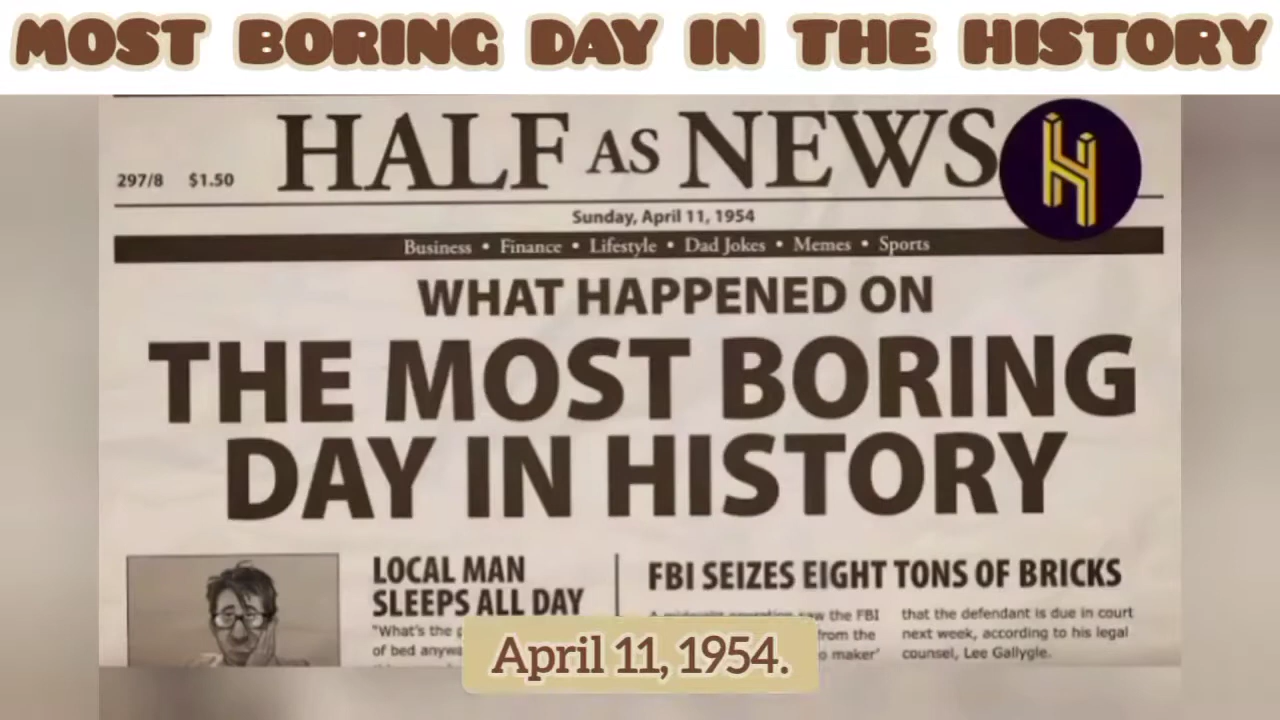 MOST BORING DAY IN THE HISTORY
HALF AS NEWS
297/8 $1.50
Sunday, April 11, 1954
Business • Finance • Lifestyle • Dad Jokes • Memes • Sports
WHAT HAPPENED ON
THE MOST BORING
DAY IN HISTORY
LOCAL MAN
SLEEPS ALL DAY
"What's the
of bed
FBI SEIZES EIGHT TONS OF BRICKS
the FBI
from the
maker'
that the defendant is due in court
next week, according to his legal
counsel, Lee Gallygle.
April 11, 1954.